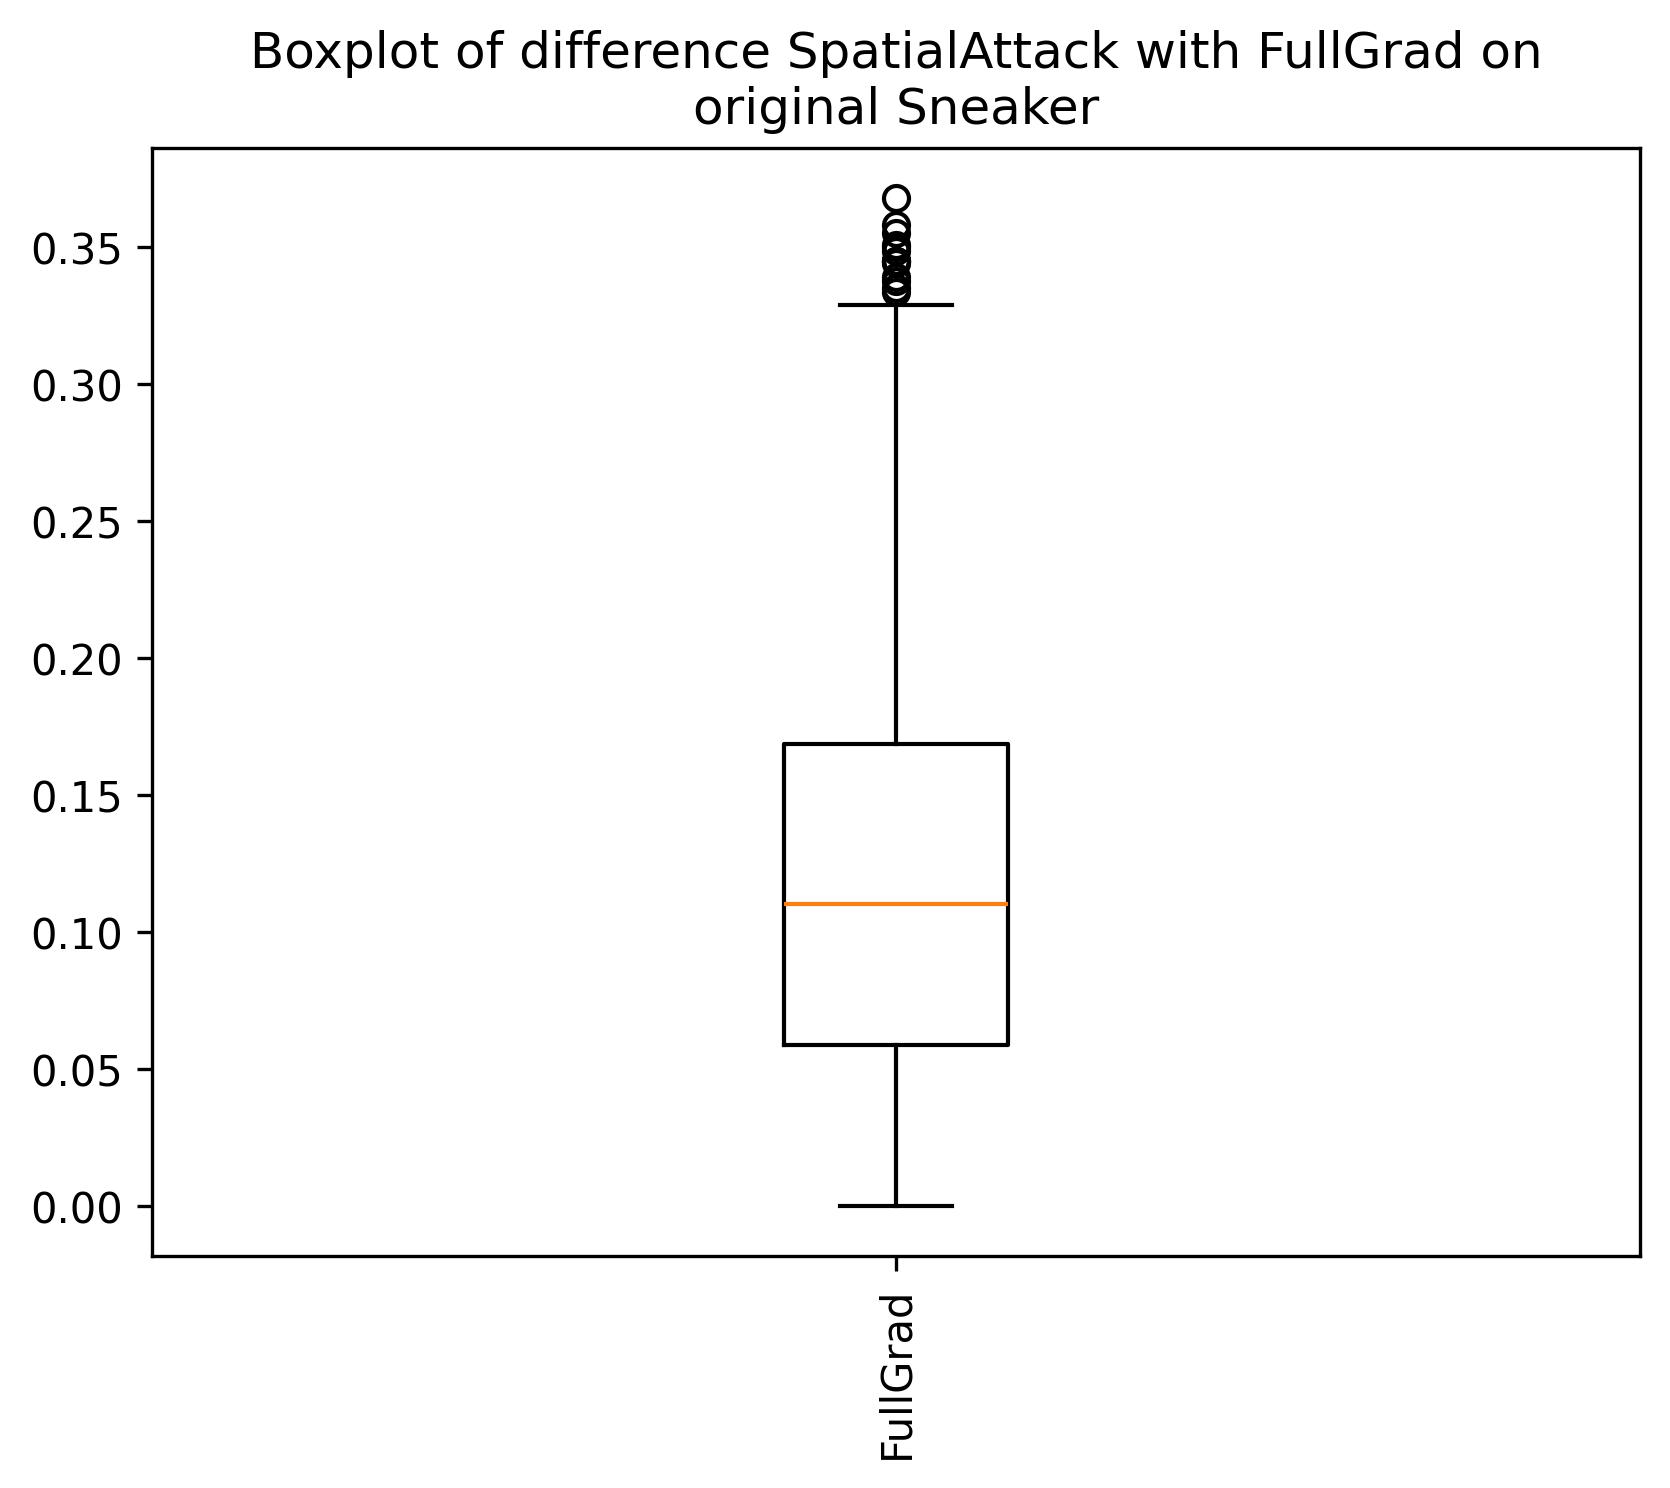 Boxplot of difference SpatialAttack with FullGrad on
original Sneaker
0.35
0.30
0.25
0.20
0.15
0.10
0.05
0.00
FullGrad